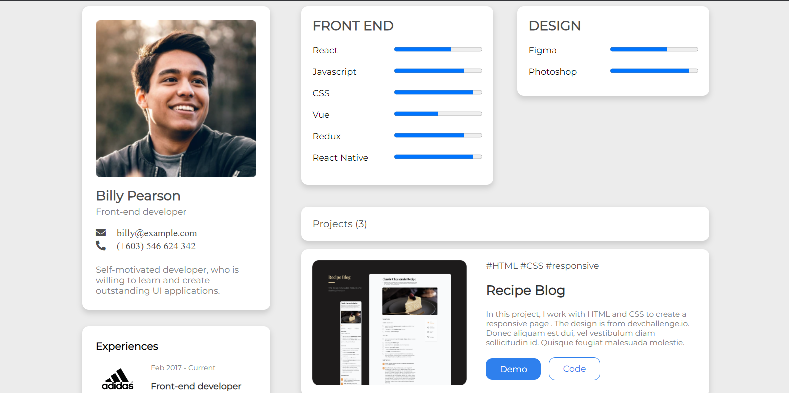 Billy Pearson
Front-end developer
billy@example.com
(+603) 546 624 342
Self-motivated developer, who is
willing to learn and create
outstanding UI applications.
Experiences
adidas
Feb 2017 - Current
Front-end developer
FRONT END
React
Javascript
CSS
Vue
Redux
React Native
DESIGN
Figma
Photoshop
Projects (3)
Recipe Blog
#HTML #CSS #responsive
Recipe Blog
In this project, I work with HTML and CSS to create a
responsive page . The design is from devchallenge.io.
Donec aliquam est dui, vel vestibulum diam
sollicitudin id. Quisque feugiat malesuada molestie.
Demo
Code